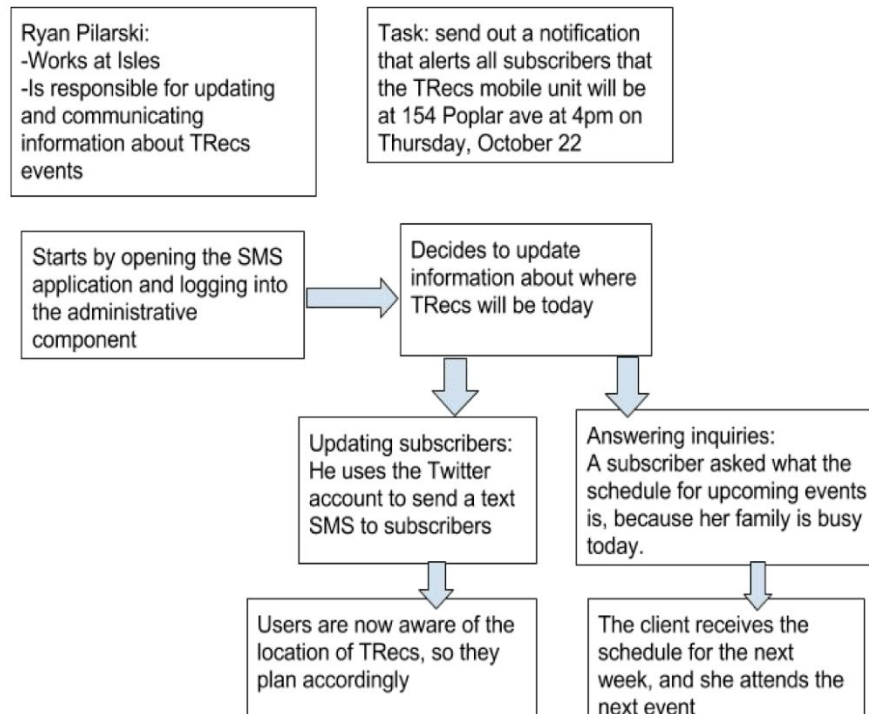 Ryan Pilarski:
-Works at Isles
-Is responsible for updating
and communicating
information about TRecs
events
Task: send out a notification
that alerts all subscribers that
the TRecs mobile unit will be
at 154 Poplar ave at 4pm on
Thursday, October 22
Starts by opening the SMS
application and logging into
the administrative
component
Decides to update
information about where
TRecs will be today
Updating subscribers:
He uses the Twitter
account to send a text
SMS to subscribers
Answering inquiries:
A subscriber asked what the
schedule for upcoming events
is, because her family is busy
today.
Users are now aware of the
location of TRecs, so they
plan accordingly
The client receives the
schedule for the next
week, and she attends the
next event